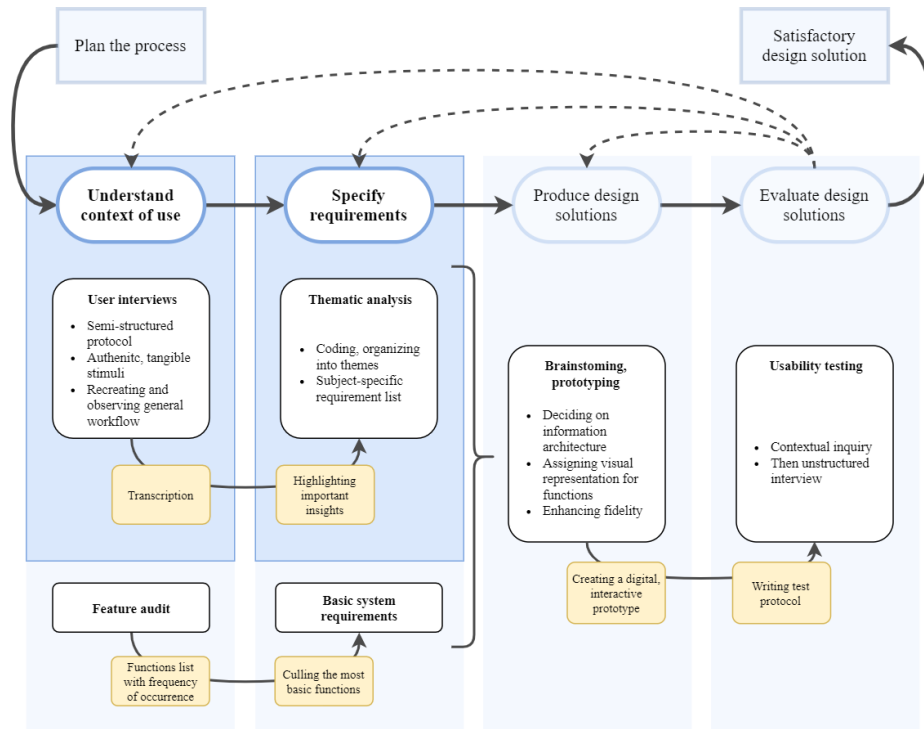 Plan the process
Satisfactory
design solution
Understand
context of use
Specify
requirements
Produce design
solutions
Evaluate design
solutions
User interviews
• Semi-structured
protocol
• Authenitc, tangible
stimuli
• Recreating and
observing general
workflow
Thematic analysis
• Coding, organizing
into themes
• Subject-specific
requirement list
Brainstoming,
prototyping
• Deciding on
information
architecture
• Assigning visual
representation for
functions
• Enhancing fidelity
Usability testing
• Contextual inquiry
• Then unstructured
interview
Transcription
Highlighting
important
insights
Creating a digital,
interactive
prototype
Writing test
protocol
Feature audit
Basic system
requirements
Functions list
with frequency
of occurrence
Culling the most
basic functions